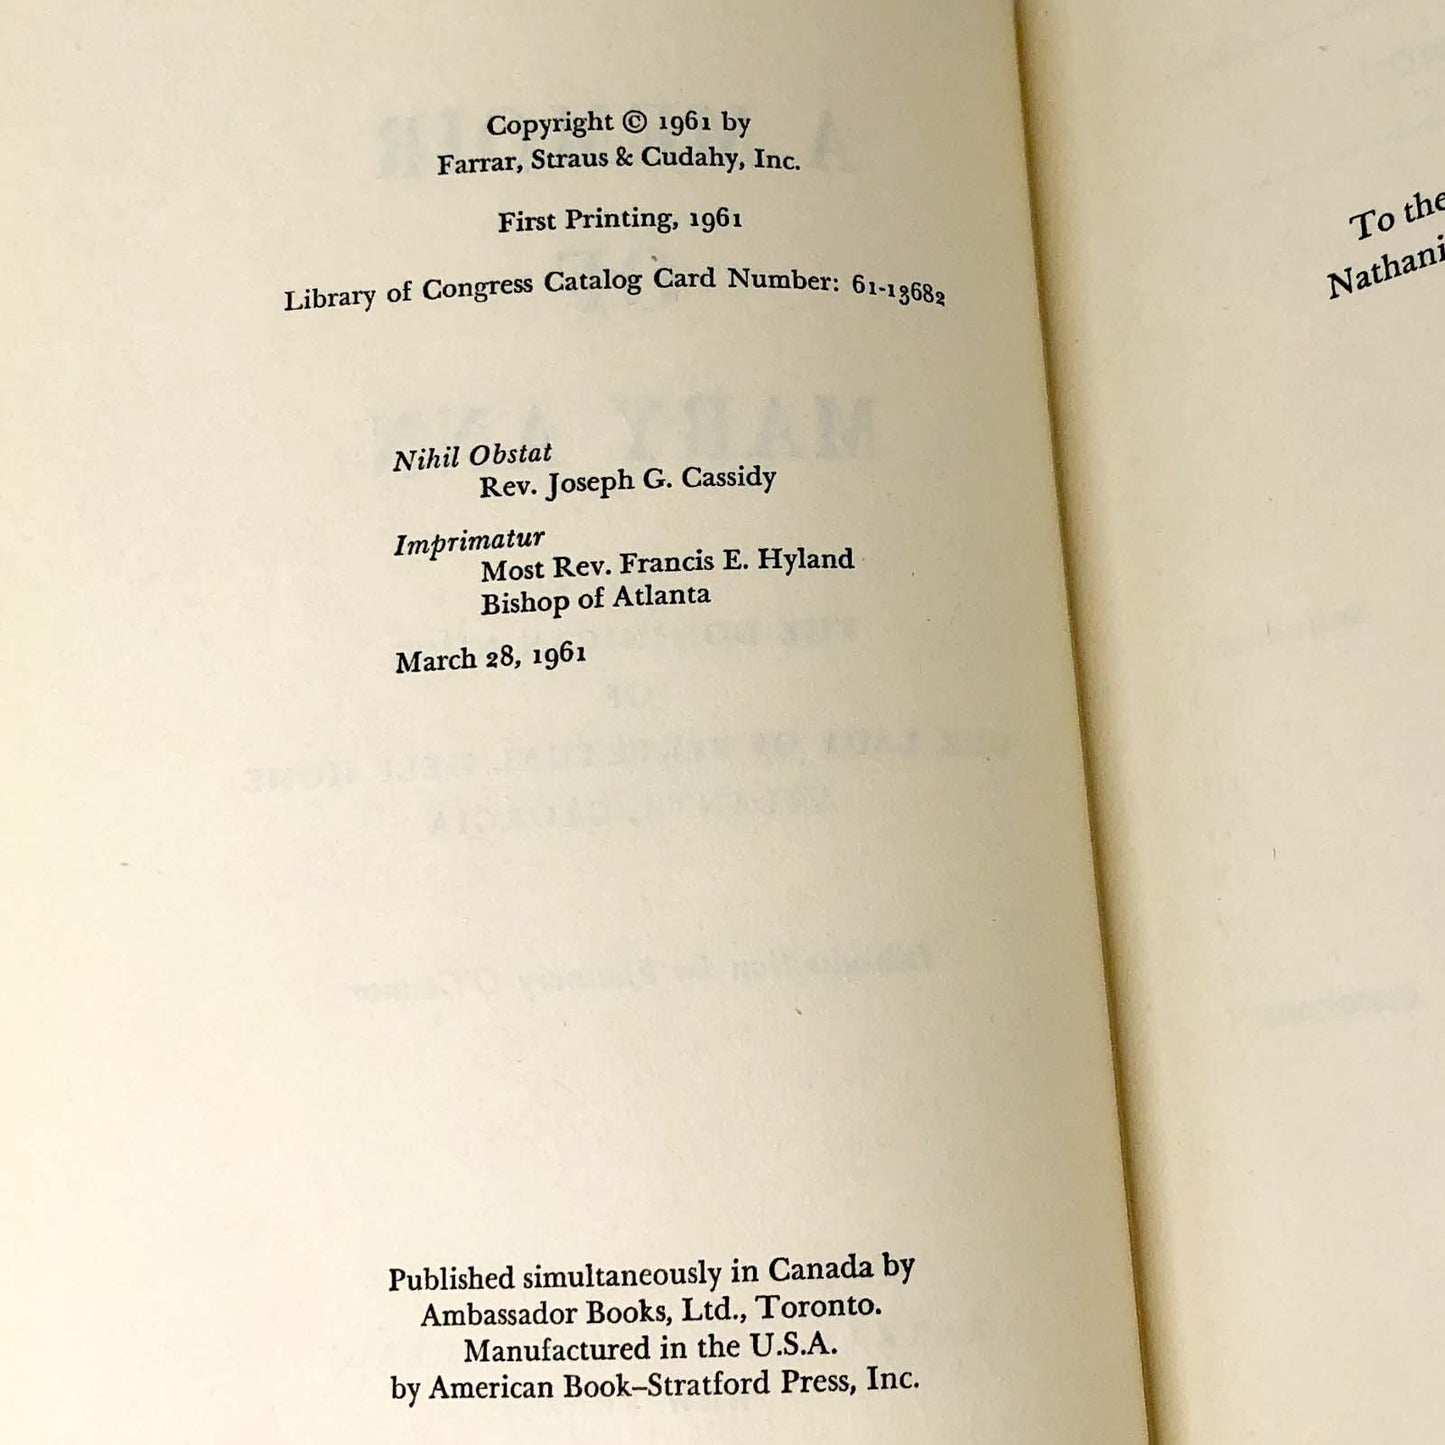 Copyright © 1961 by
Farrar, Straus & Cudahy, Inc.
First Printing, 1961
Library of Congress Catalog Card Number: 61-13682
Nihil Obstat
Rev. Joseph G. Cassidy
Imprimatur
Most Rev. Francis E. Hyland
Bishop of Atlanta
March 28, 1961
Published simultaneously in Canada by
Ambassador Books, Ltd., Toronto.
Manufactured in the U.S.A.
by American Book–Stratford Press, Inc.
To the
Nathani